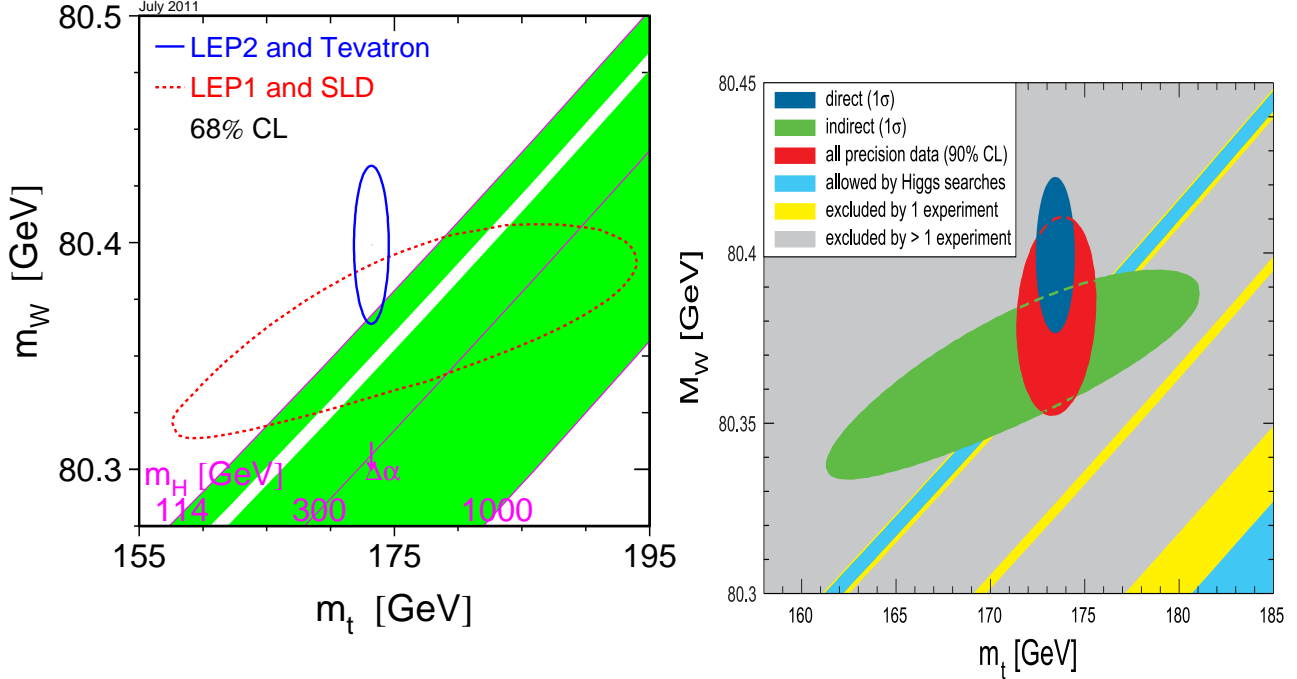 July 2011
80.5
80.4
80.3
m_W [GeV]
LEP2 and Tevatron
LEP1 and SLD
68% CL
m_H [GeV]
Δα
114
300
1000
155
175
195
m_t [GeV]
80.45
80.4
80.35
80.3
M_W [GeV]
direct (1σ)
indirect (1σ)
all precision data (90% CL)
allowed by Higgs searches
excluded by 1 experiment
excluded by > 1 experiment
160
165
170
175
180
185
m_t [GeV]